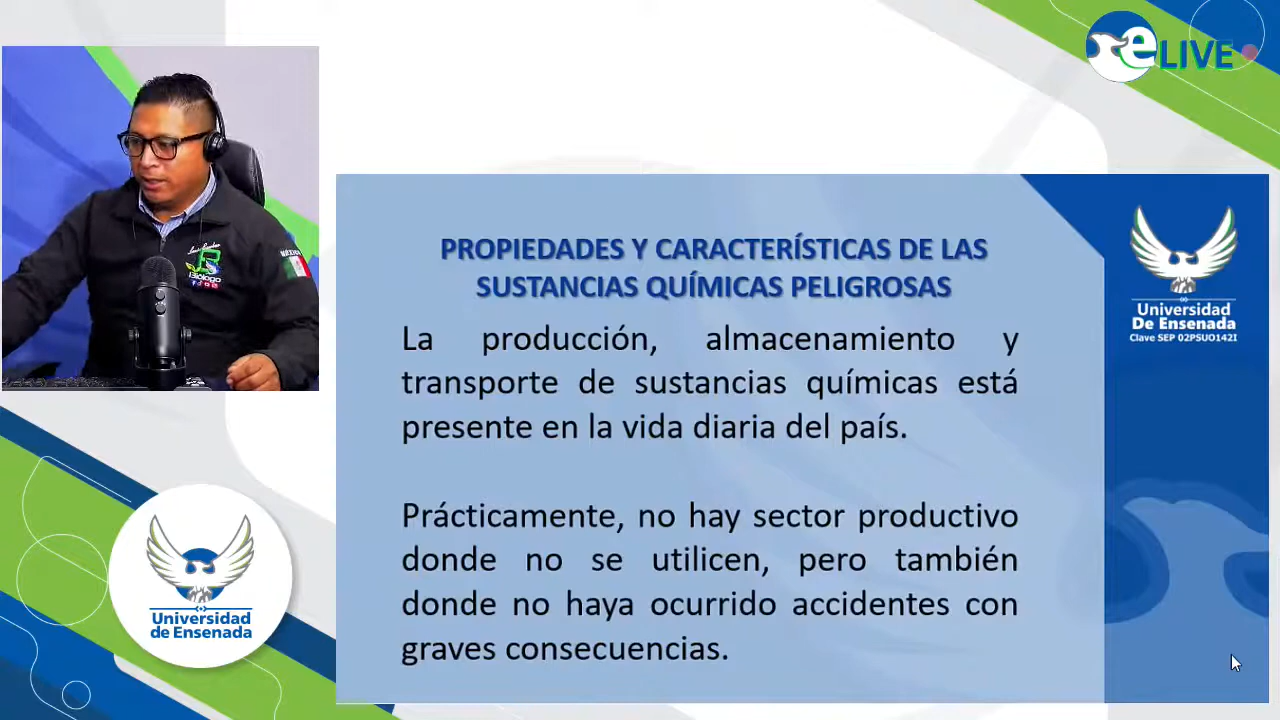 e LIVE
PROPIEDADES Y CARACTERÍSTICAS DE LAS
SUSTANCIAS QUÍMICAS PELIGROSAS
La producción, almacenamiento y
transporte de sustancias químicas está
presente en la vida diaria del país.
Prácticamente, no hay sector productivo
donde no se utilicen, pero también
donde no haya ocurrido accidentes con
graves consecuencias.
Universidad
De Ensenada
Clave SEP 02PSUO142I
Universidad
de Ensenada